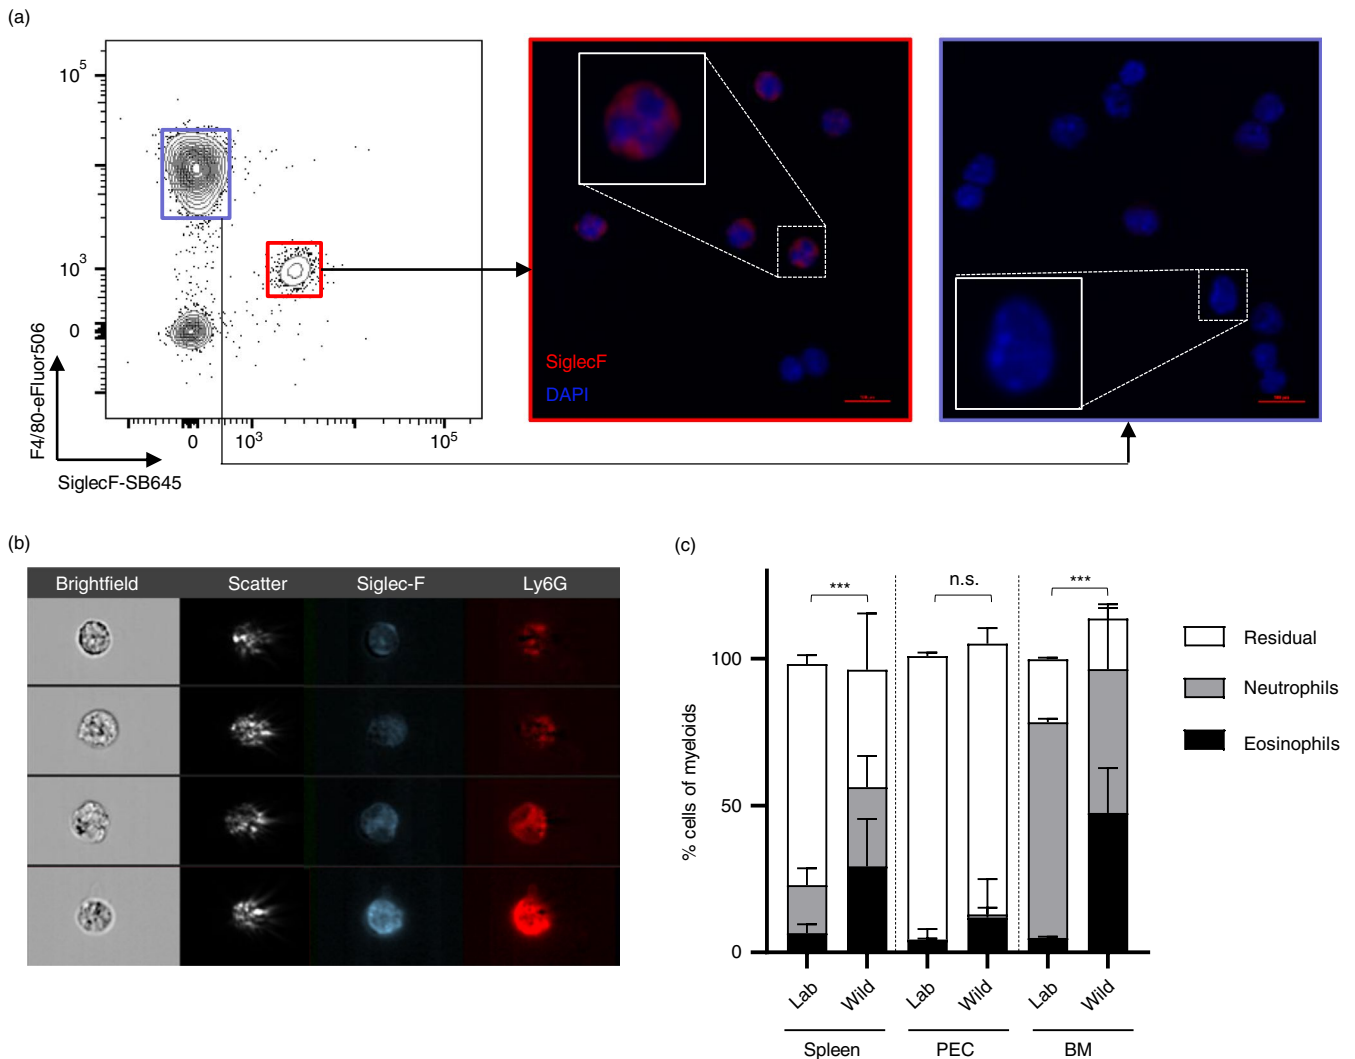 (a)
10^5
10^3
0
F4/80-eFluor506
0
10^3
10^5
SiglecF-SB645
SiglecF
DAPI
(b)
Brightfield
Scatter
Siglec-F
Ly6G
(c)
% cells of myeloids
100
50
0
***
n.s.
***
Residual
Neutrophils
Eosinophils
Lab
Wild
Lab
Wild
Lab
Wild
Spleen
PEC
BM